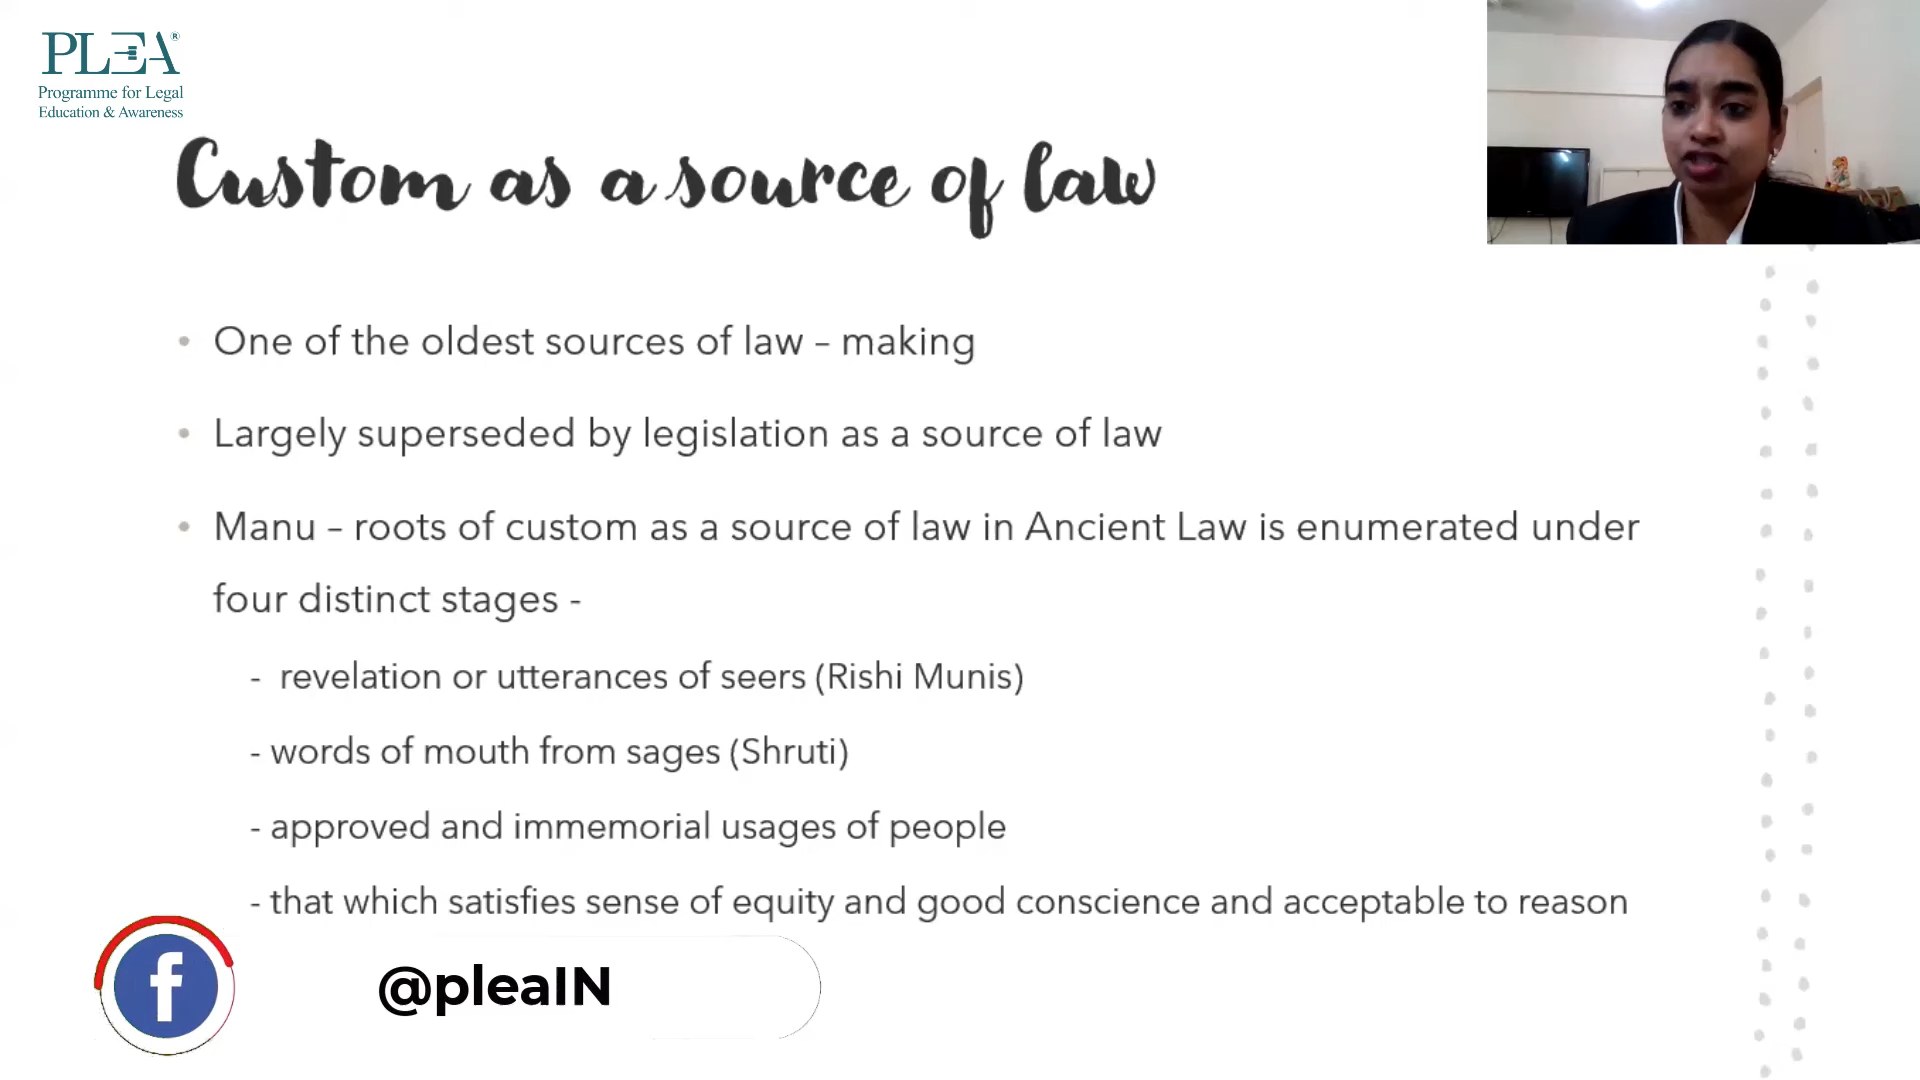 PLEA®
Programme for Legal
Education & Awareness
Custom as a source of law
• One of the oldest sources of law – making
• Largely superseded by legislation as a source of law
• Manu – roots of custom as a source of law in Ancient Law is enumerated under
four distinct stages -
- revelation or utterances of seers (Rishi Munis)
- words of mouth from sages (Shruti)
- approved and immemorial usages of people
- that which satisfies sense of equity and good conscience and acceptable to reason
f
@pleaIN